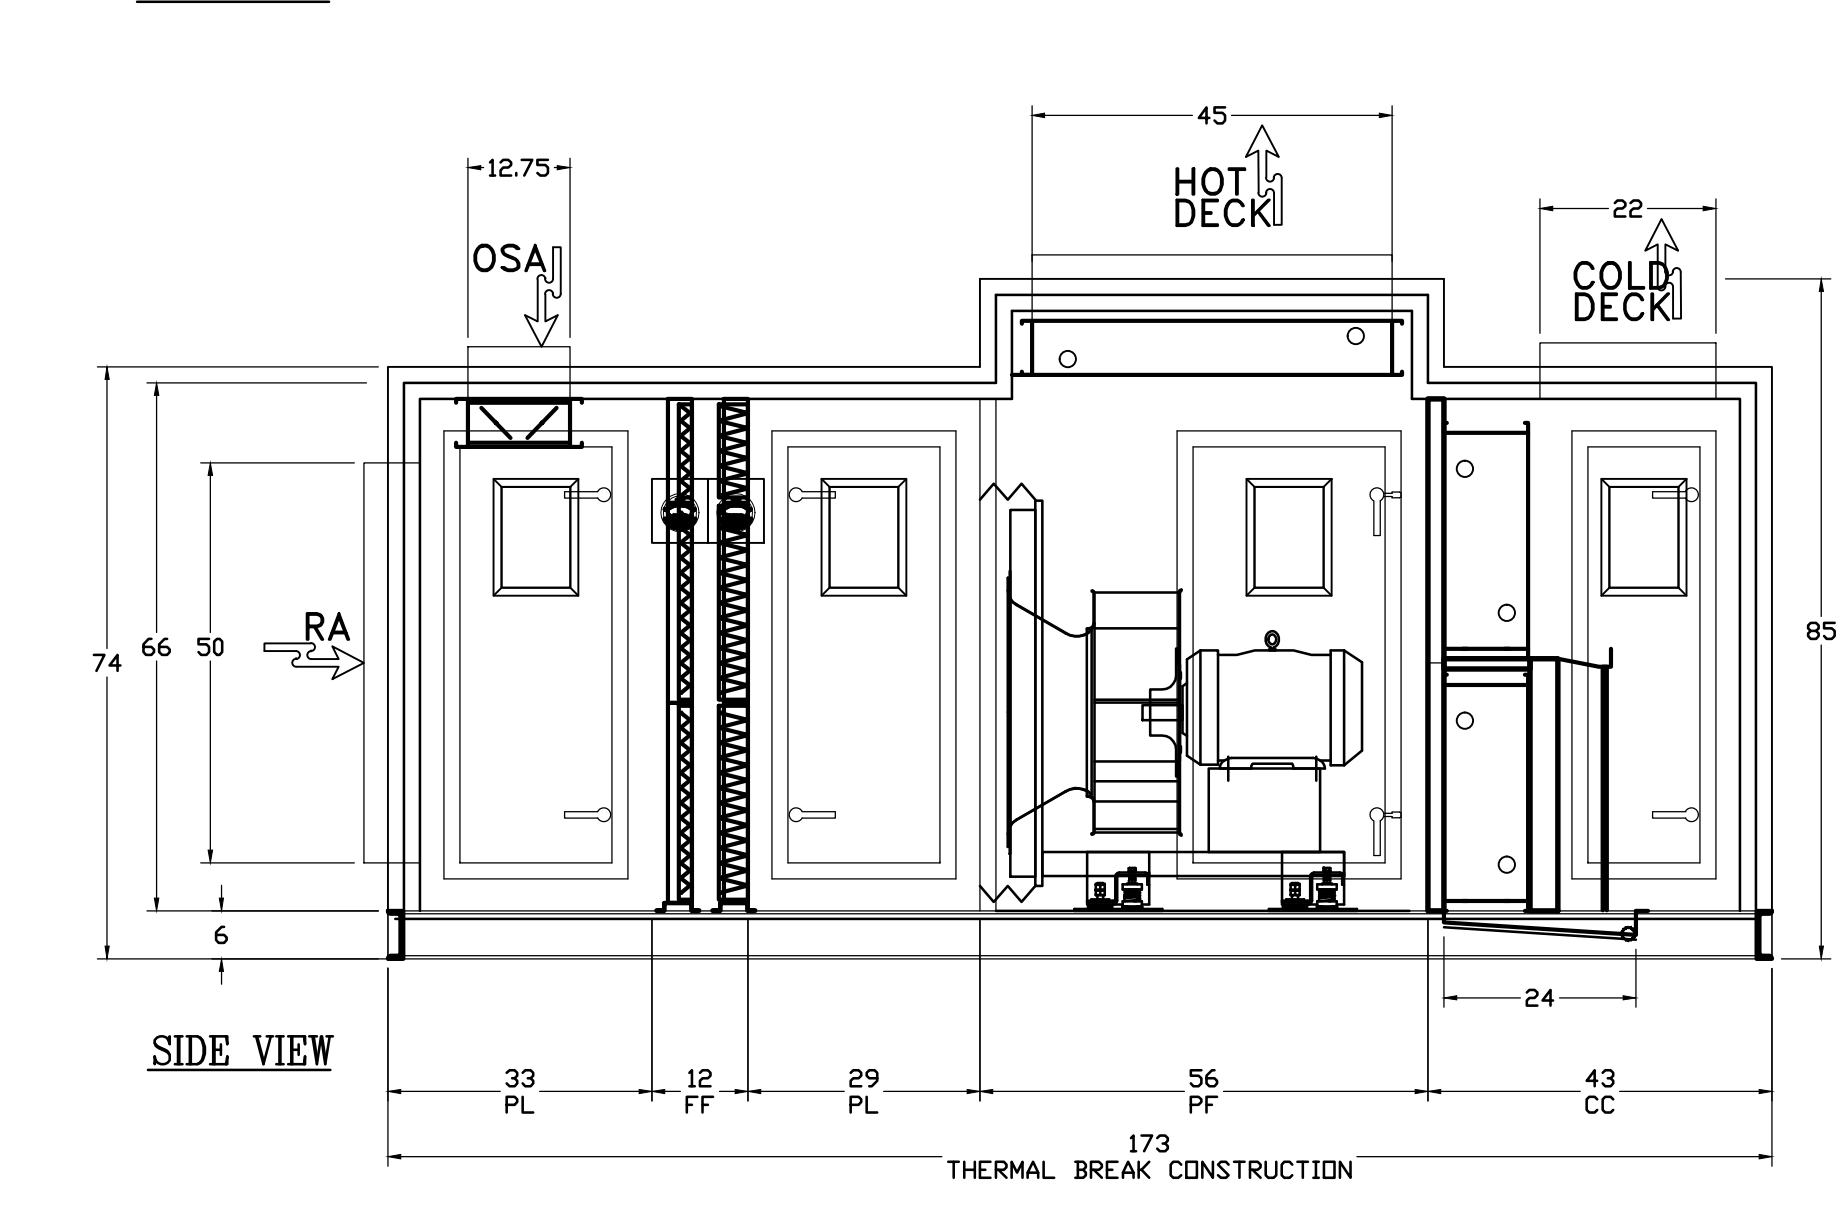 45
12.75
HOT
DECK
22
OSA
COLD
DECK
RA
74
66
50
85
6
24
SIDE VIEW
33
PL
12
FF
29
PL
56
PF
43
CC
173
THERMAL BREAK CONSTRUCTION